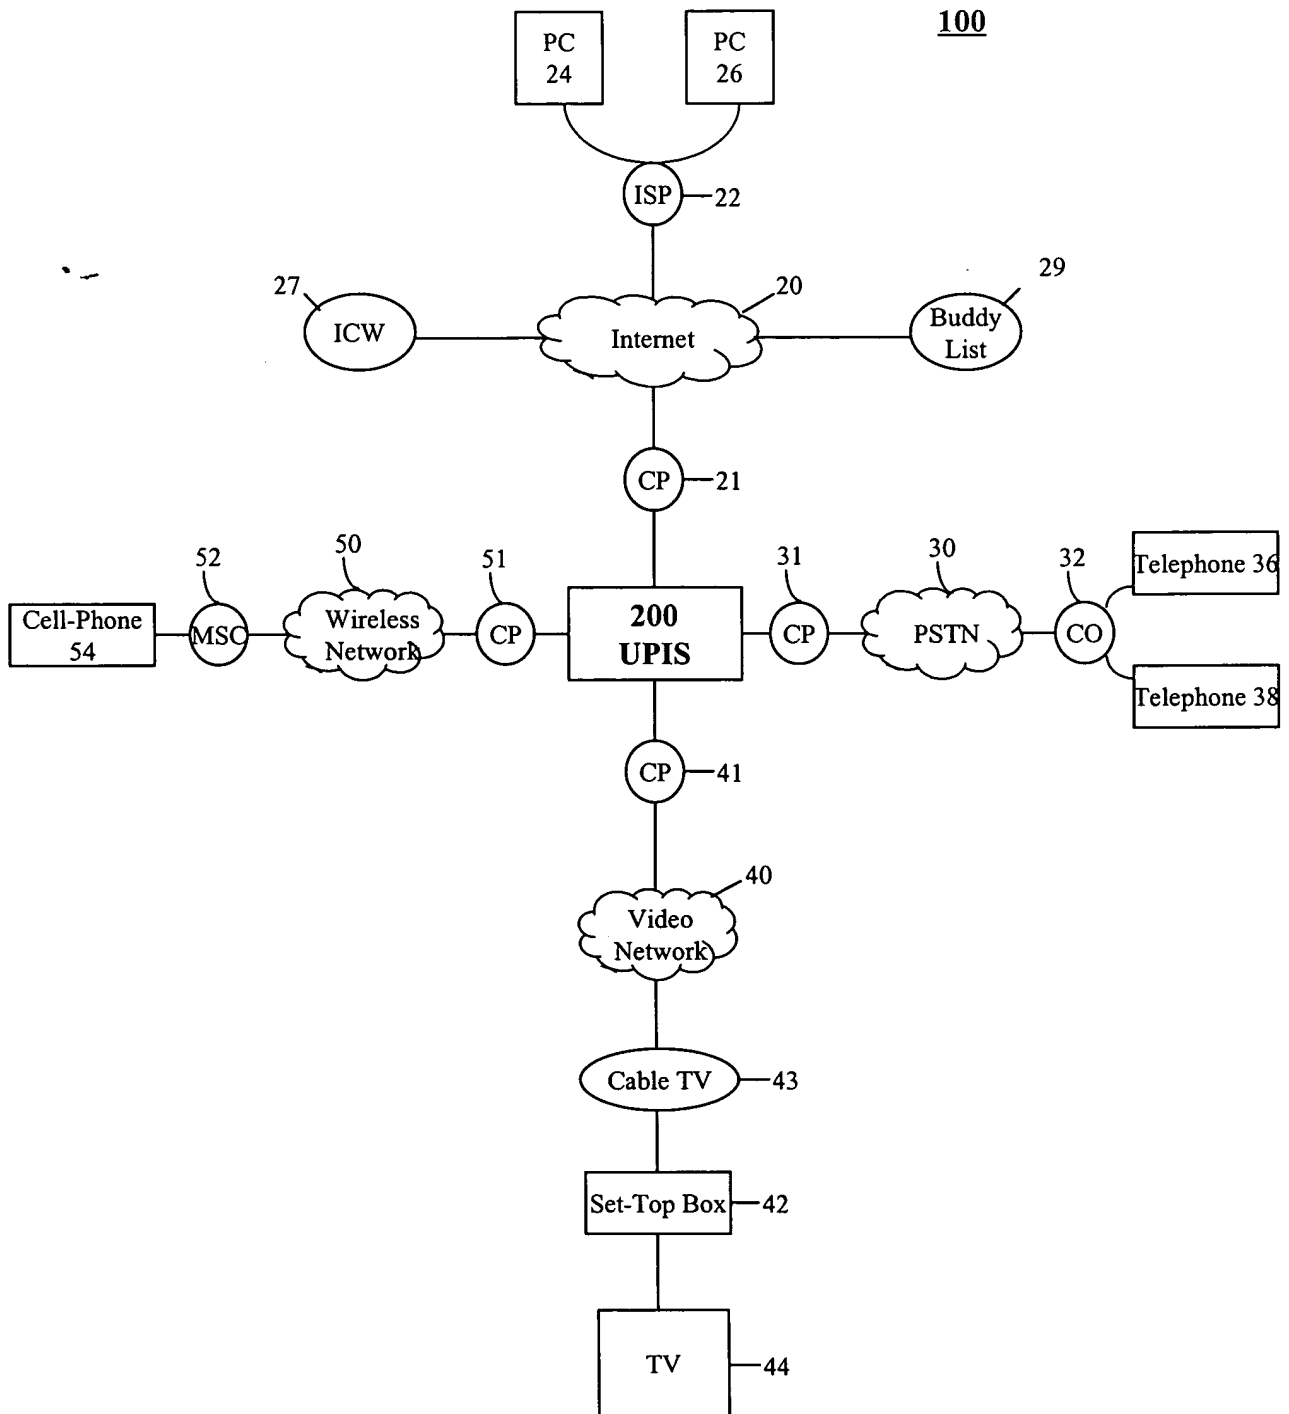 100
PC
24
PC
26
ISP
22
27
ICW
20
Internet
29
Buddy
List
CP
21
Cell-Phone
54
52
MSC
50
Wireless
Network
51
CP
200
UPIS
31
CP
30
PSTN
32
CO
Telephone 36
Telephone 38
CP
41
40
Video
Network
Cable TV
43
Set-Top Box
42
TV
44